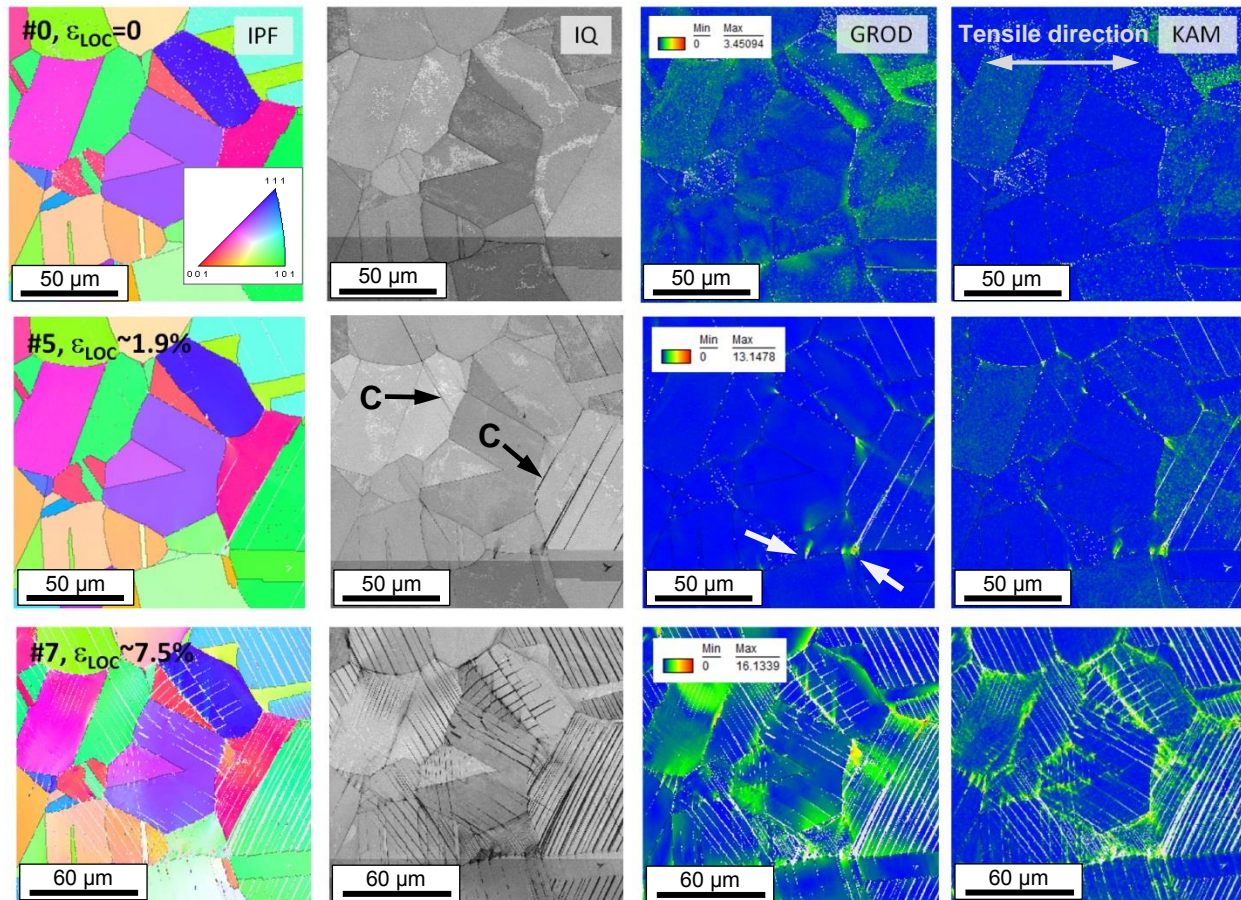 #0, εLOC=0
IPF
IQ
Min Max
0 3.45094
GROD
Tensile direction
KAM
111
001 101
50 µm
50 µm
50 µm
50 µm
#5, εLOC~1.9%
C
C
Min Max
0 13.1478
50 µm
50 µm
50 µm
50 µm
#7, εLOC~7.5%
Min Max
0 16.1339
60 µm
60 µm
60 µm
60 µm